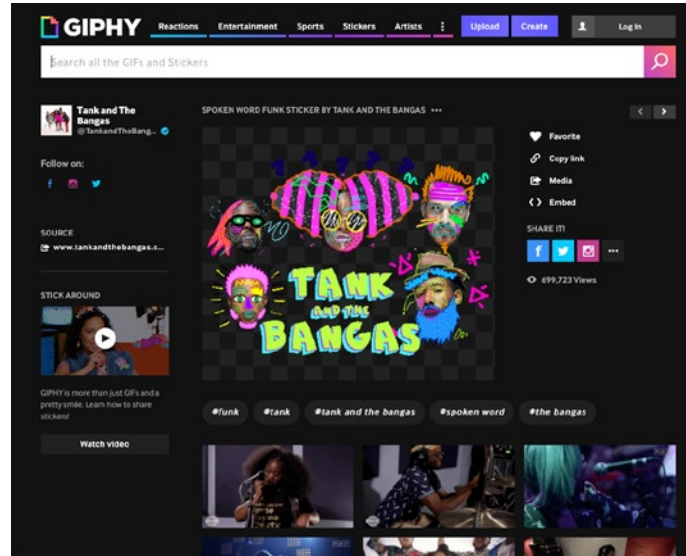 GIPHY
Reactions
Entertainment
Sports
Stickers
Artists
Upload
Create
Log In
Search all the GIFs and Stickers
Tank and The
Bangas
@TankandTheBang...
SPOKEN WORD FUNK STICKER BY TANK AND THE BANGAS •••
Follow on:
SOURCE
www.tankandthebangas.c...
STICK AROUND
GIPHY is more than just GIFs and a
pretty smile. Learn how to share
stickers!
Watch video
TANK
AND THE
BANGAS
Favorite
Copy link
Media
Embed
SHARE IT!
699,723 Views
#funk
#tank
#tank and the bangas
#spoken word
#the bangas